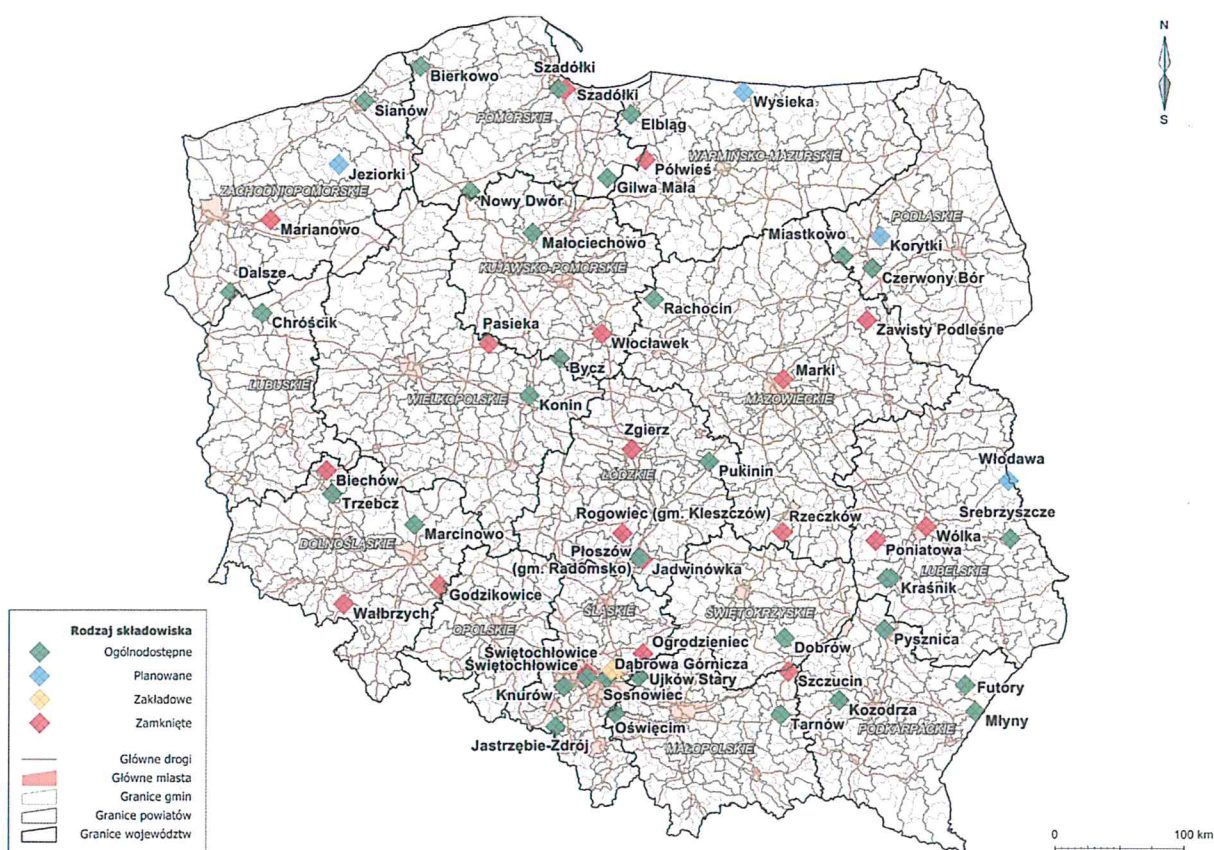 N
S
Bierkowo
Szadółki
Szadółki
Wysieka
Sianów
POMORSKIE
Elbląg
WARMIŃSKO-MAZURSKIE
Półwieś
Jeziorki
Gilwa Mała
ZACHODNIOPOMORSKIE
Nowy Dwór
PODLASKIE
Marianowo
Małociechowo
Miastkowo
Korytki
KUJAWSKO-POMORSKIE
Czerwony Bór
Dalsze
Rachocin
Chróścik
Pasieka
Włocławek
Zawisty Podleśne
Bycz
Marki
LUBUSKIE
WIELKOPOLSKIE
Konin
MAZOWIECKIE
Zgierz
Pukinin
Włodawa
ŁÓDZKIE
Biechów
Trzebcz
Srebrzyszcze
Rogowiec (gm. Kleszczów)
Rzeczków
Marcinowo
Wólka
DOLNOŚLĄSKIE
Płoszów
(gm. Radomsko)
Poniatowa
Jadwinówka
LUBELSKIE
Kraśnik
Godzikowice
Wałbrzych
ŚLĄSKIE
ŚWIĘTOKRZYSKIE
OPOLSKIE
Pysznica
Ogrodzieniec
Dobrów
Świętochłowice
Świętochłowice
Dąbrowa Górnicza
Ujków Stary
Szczucin
Knurów
Sosnowiec
Futory
Kozodrza
Młyny
Oświęcim
Tarnów
PODKARPACKIE
Jastrzębie-Zdrój
MAŁOPOLSKIE
Rodzaj składowiska
Ogólnodostępne
Planowane
Zakładowe
Zamknięte
Główne drogi
Główne miasta
Granice gmin
Granice powiatów
Granice województw
0 100 km